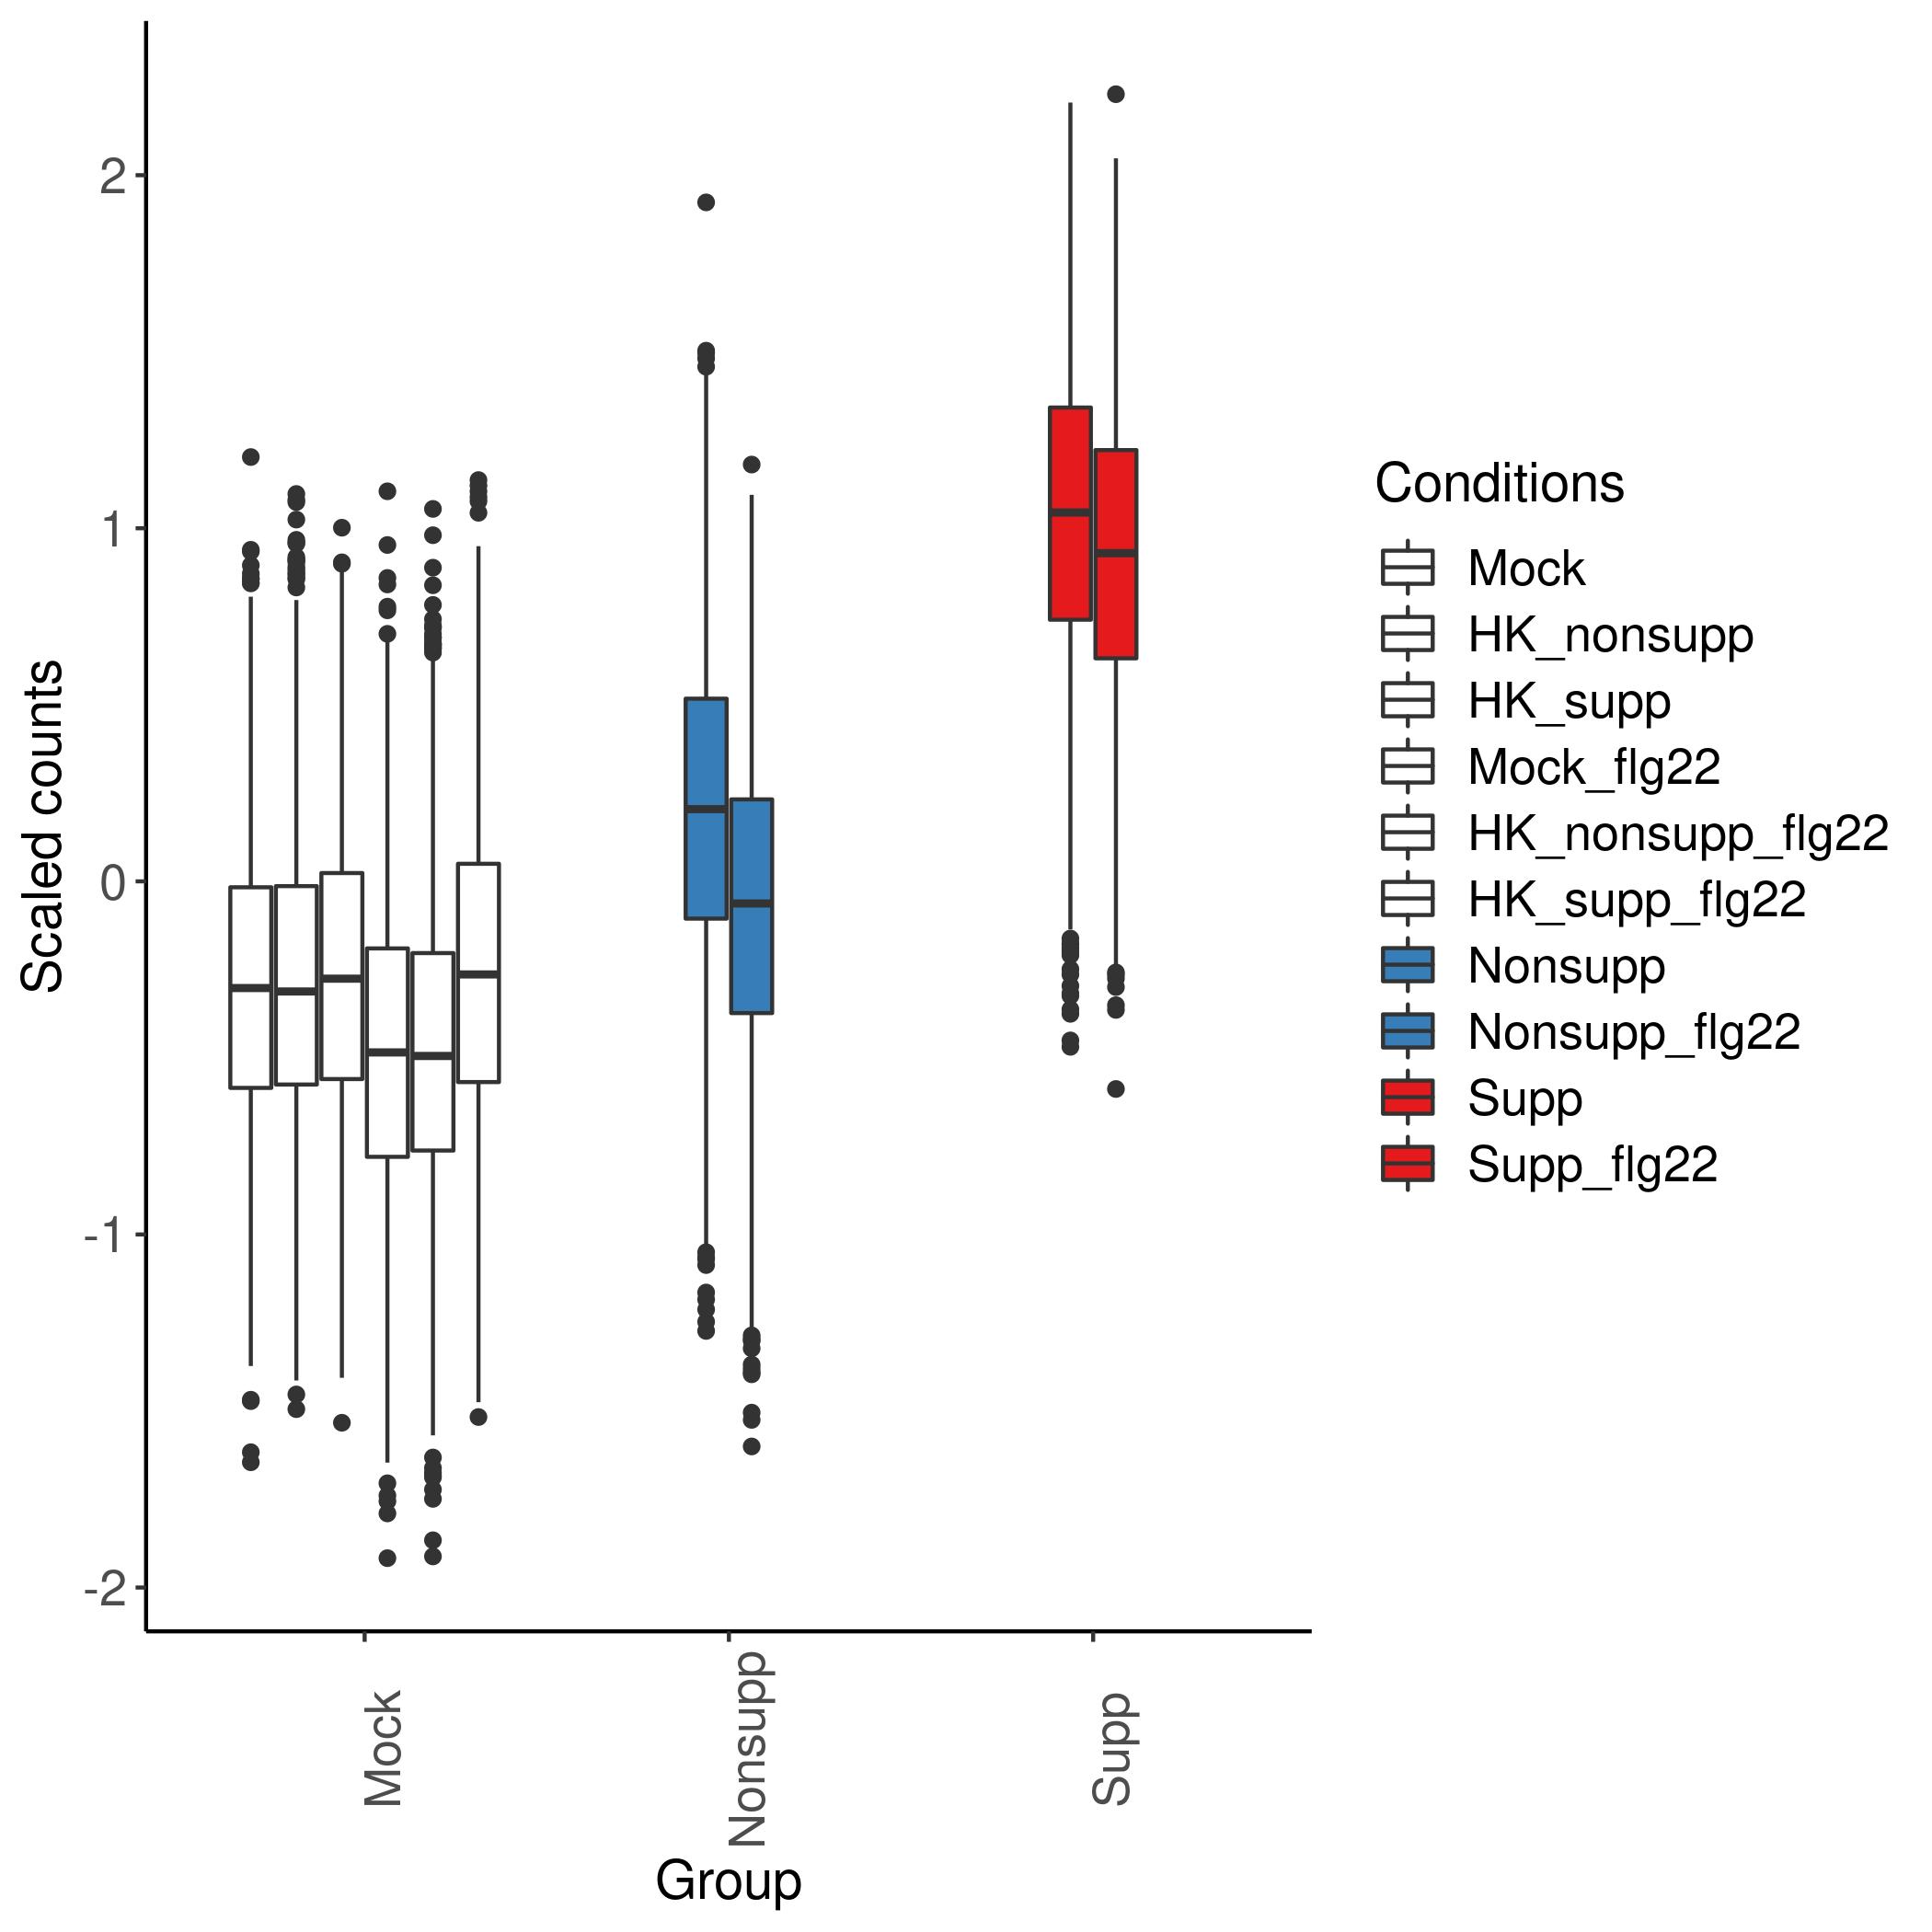 Scaled counts
2
1
0
-1
-2
Mock
Nonsupp
Supp
Group
Conditions
Mock
HK_nonsupp
HK_supp
Mock_flg22
HK_nonsupp_flg22
HK_supp_flg22
Nonsupp
Nonsupp_flg22
Supp
Supp_flg22